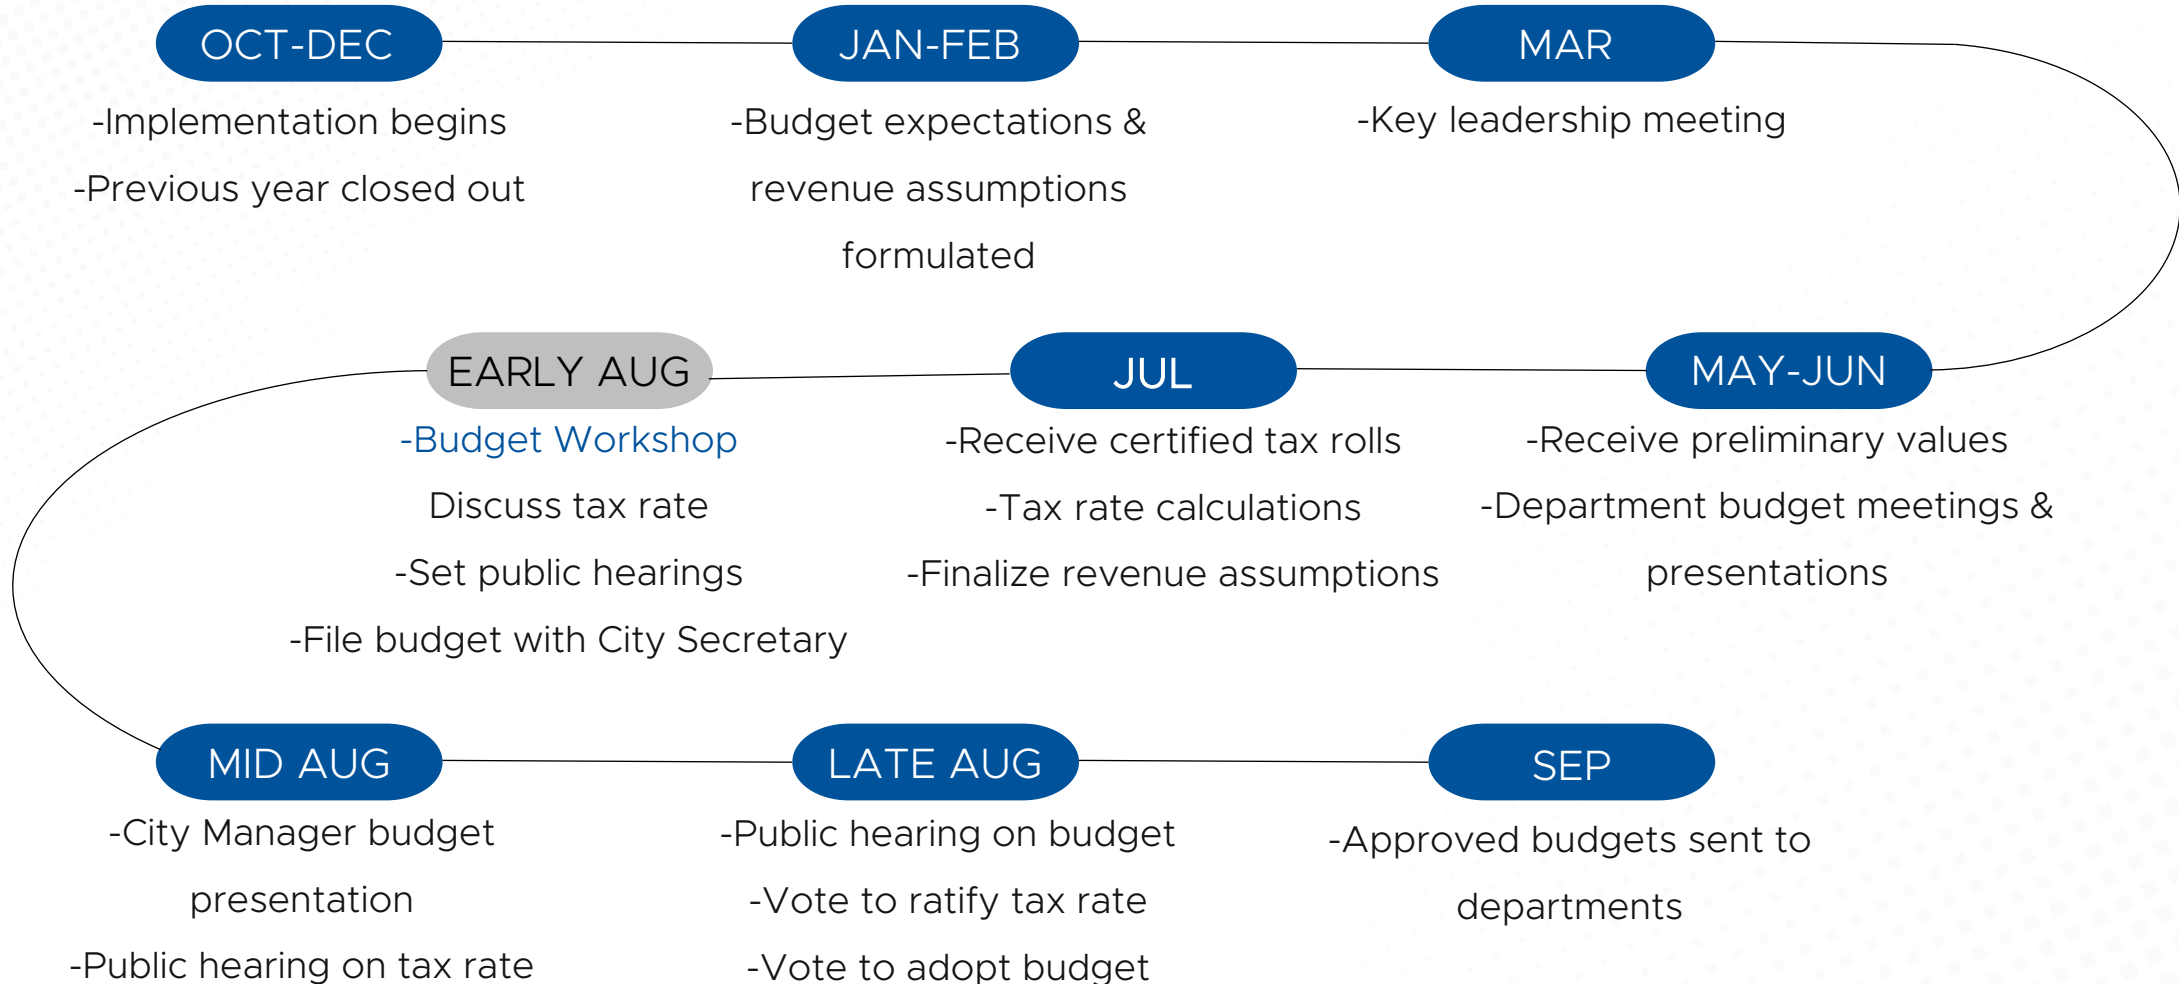 OCT-DEC
-Implementation begins
-Previous year closed out
JAN-FEB
-Budget expectations &
revenue assumptions
formulated
MAR
-Key leadership meeting
MAY-JUN
-Receive preliminary values
-Department budget meetings &
presentations
JUL
-Receive certified tax rolls
-Tax rate calculations
-Finalize revenue assumptions
EARLY AUG
-Budget Workshop
Discuss tax rate
-Set public hearings
-File budget with City Secretary
MID AUG
-City Manager budget
presentation
-Public hearing on tax rate
LATE AUG
-Public hearing on budget
-Vote to ratify tax rate
-Vote to adopt budget
SEP
-Approved budgets sent to
departments